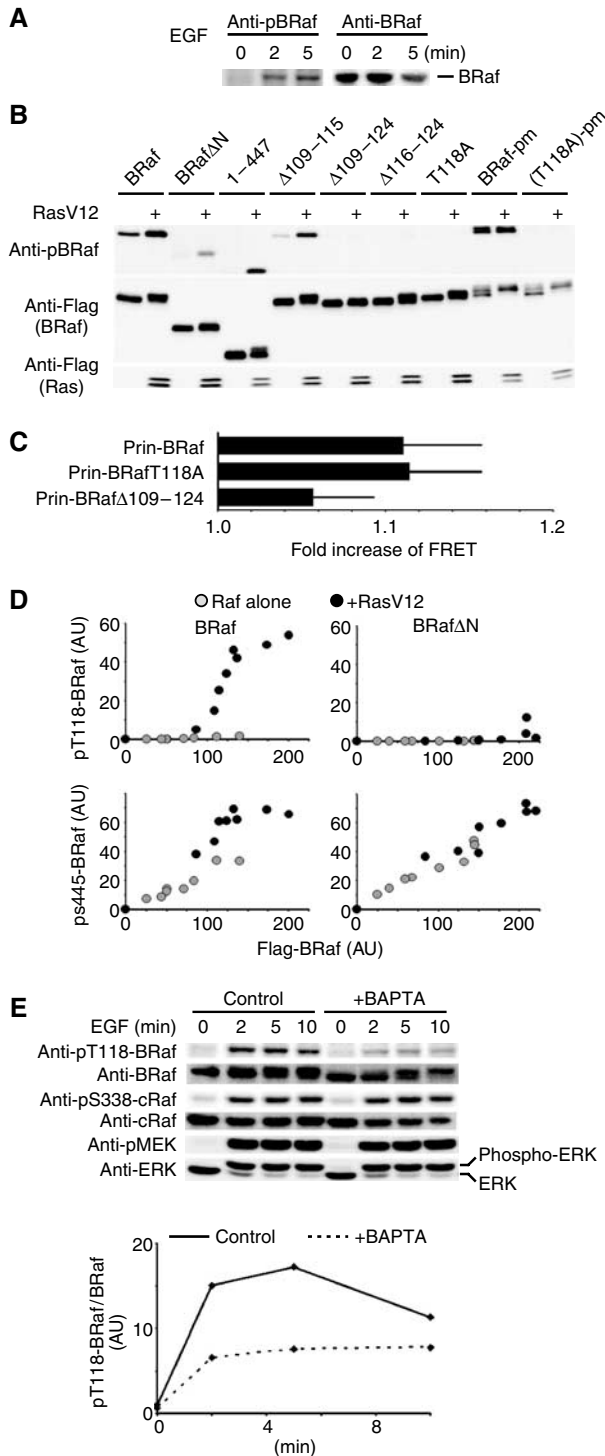 A
EGF
Anti-pBRaf Anti-BRaf
0 2 5 0 2 5 (min)
BRaf
B
BRaf BRafΔN 1–447 Δ109–115 Δ109–124 Δ116–124 T118A BRaf-pm (T118A)-pm
RasV12 + + + + + + + + +
Anti-pBRaf
Anti-Flag
(BRaf)
Anti-Flag
(Ras)
C
Prin-BRaf
Prin-BRafT118A
Prin-BRafΔ109–124
1.0 1.1 1.2
Fold increase of FRET
D
Raf alone +RasV12
BRaf BRafΔN
pT118-BRaf (AU)
60
40
20
0
0 100 200
60
40
20
0
0 100 200
ps445-BRaf (AU)
80
60
40
20
0
0 100 200
80
60
40
20
0
0 100 200
Flag-BRaf (AU)
E
Control +BAPTA
EGF (min) 0 2 5 10 0 2 5 10
Anti-pT118-BRaf
Anti-BRaf
Anti-pS338-cRaf
Anti-cRaf
Anti-pMEK
Anti-ERK
Phospho-ERK
ERK
Control +BAPTA
pT118-BRaf/BRaf
(AU)
20
10
0
0 4 8
(min)